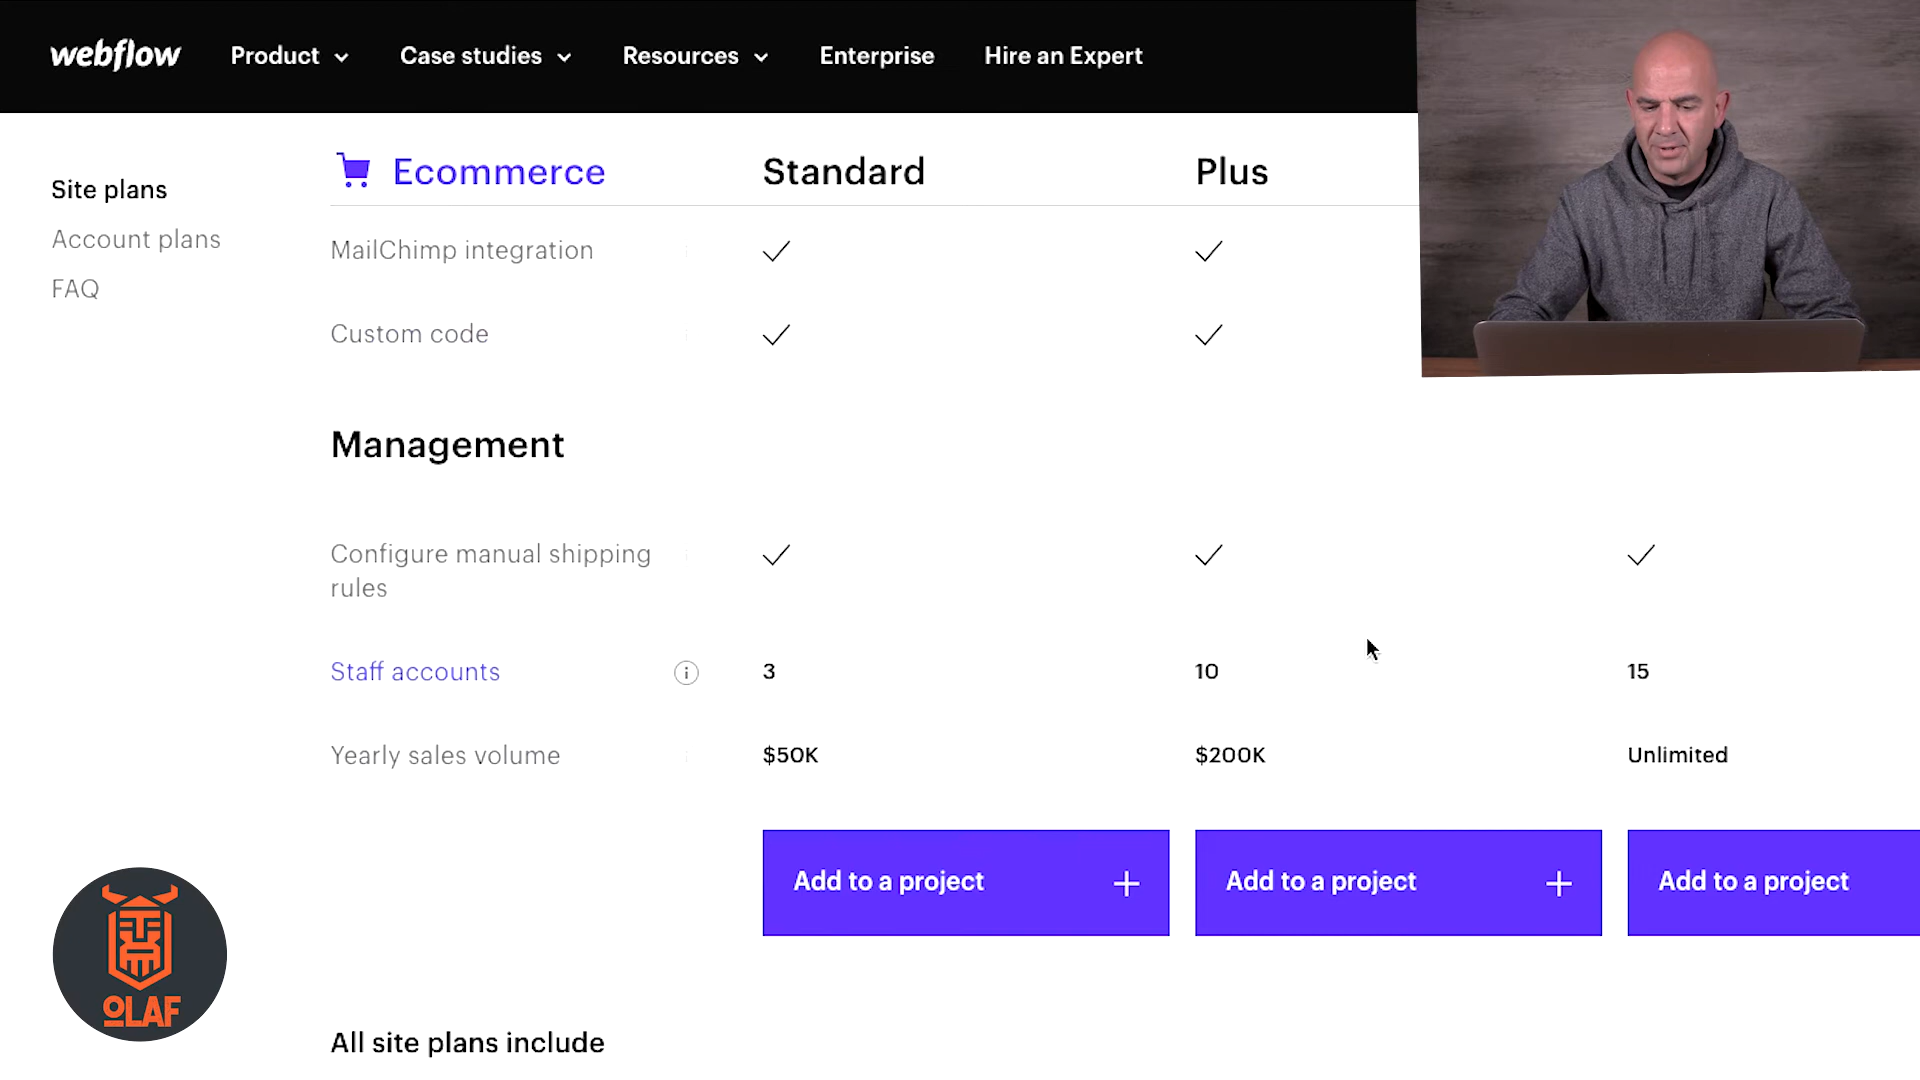 webflow Product Case studies Resources Enterprise Hire an Expert
Site plans
Account plans
FAQ
Ecommerce Standard Plus
MailChimp integration
Custom code
Management
Configure manual shipping
rules
Staff accounts i 3 10 15
Yearly sales volume $50K $200K Unlimited
Add to a project + Add to a project + Add to a project
OLAF
All site plans include